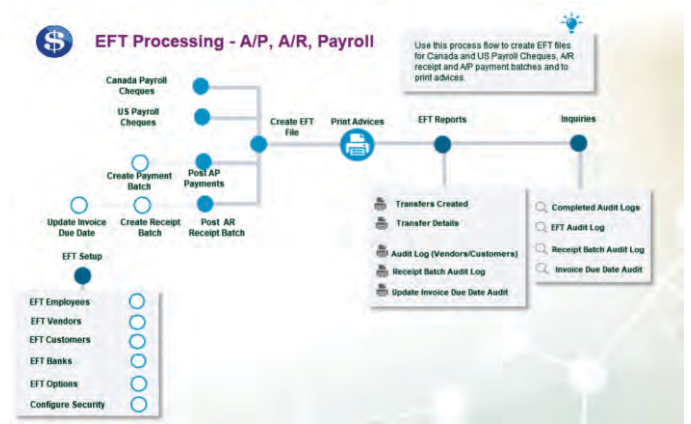 $
EFT Processing - A/P, A/R, Payroll
Use this process flow to create EFT files
for Canada and US Payroll Cheques, A/R
receipt and A/P payment batches and to
print advices.
Canada Payroll
Cheques
US Payroll
Cheques
Create EFT
File
Print Advices
EFT Reports
Inquiries
Create Payment
Batch
Post AP
Payments
Update Invoice
Due Date
Create Receipt
Batch
Post AR
Receipt Batch
EFT Setup
EFT Employees
EFT Vendors
EFT Customers
EFT Banks
EFT Options
Configure Security
Transfers Created
Transfer Details
Audit Log (Vendors/Customers)
Receipt Batch Audit Log
Update Invoice Due Date Audit
Completed Audit Logs
EFT Audit Log
Receipt Batch Audit Log
Invoice Due Date Audit